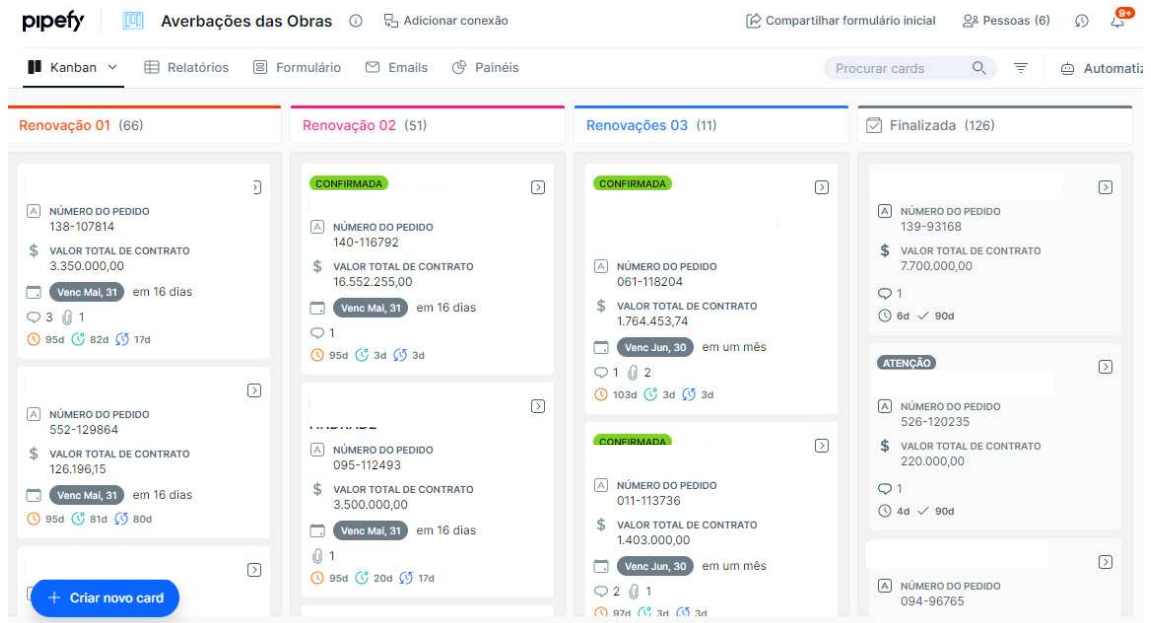 pipefy
Averbações das Obras
Adicionar conexão
Compartilhar formulário inicial
Pessoas (6)
9+
Kanban
Relatórios
Formulário
Emails
Painéis
Procurar cards
Automatiz
Renovação 01 (66)
NÚMERO DO PEDIDO
138-107814
VALOR TOTAL DE CONTRATO
3.350.000,00
Venc Mai, 31 em 16 dias
3 1
95d 82d 17d
NÚMERO DO PEDIDO
552-129864
VALOR TOTAL DE CONTRATO
126.196,15
Venc Mai, 31 em 16 dias
95d 81d 80d
+ Criar novo card
Renovação 02 (51)
CONFIRMADA
NÚMERO DO PEDIDO
140-116792
VALOR TOTAL DE CONTRATO
16.552.255,00
Venc Mai, 31 em 16 dias
1
95d 3d 3d
NÚMERO DO PEDIDO
095-112493
VALOR TOTAL DE CONTRATO
3.500.000,00
Venc Mai, 31 em 16 dias
1
95d 20d 17d
Renovações 03 (11)
CONFIRMADA
NÚMERO DO PEDIDO
061-118204
VALOR TOTAL DE CONTRATO
1.764.453,74
Venc Jun, 30 em um mês
1 2
103d 3d 3d
CONFIRMADA
NÚMERO DO PEDIDO
011-113736
VALOR TOTAL DE CONTRATO
1.403.000,00
Venc Jun, 30 em um mês
2 1
97d 3d 3d
Finalizada (126)
NÚMERO DO PEDIDO
139-93168
VALOR TOTAL DE CONTRATO
7.700.000,00
1
6d 90d
ATENÇÃO
NÚMERO DO PEDIDO
526-120235
VALOR TOTAL DE CONTRATO
220.000,00
1
4d 90d
NÚMERO DO PEDIDO
094-96765